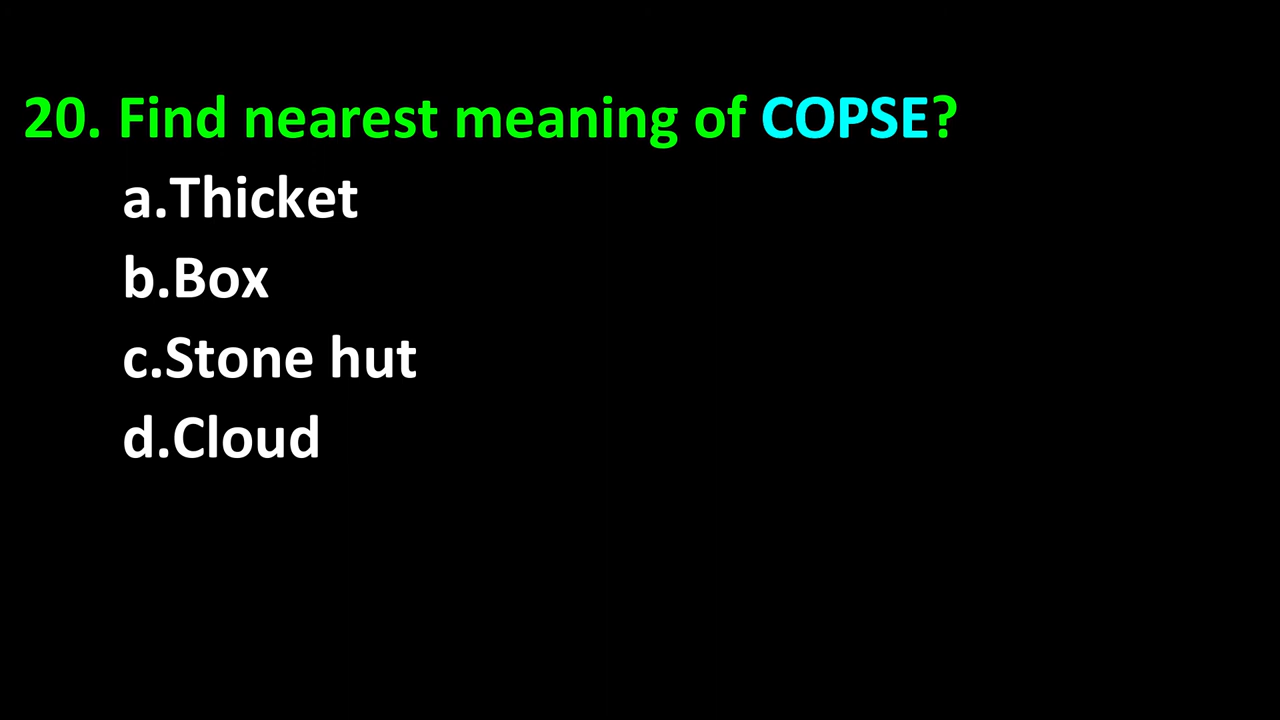 20. Find nearest meaning of COPSE?
a.Thicket
b.Box
c.Stone hut
d.Cloud